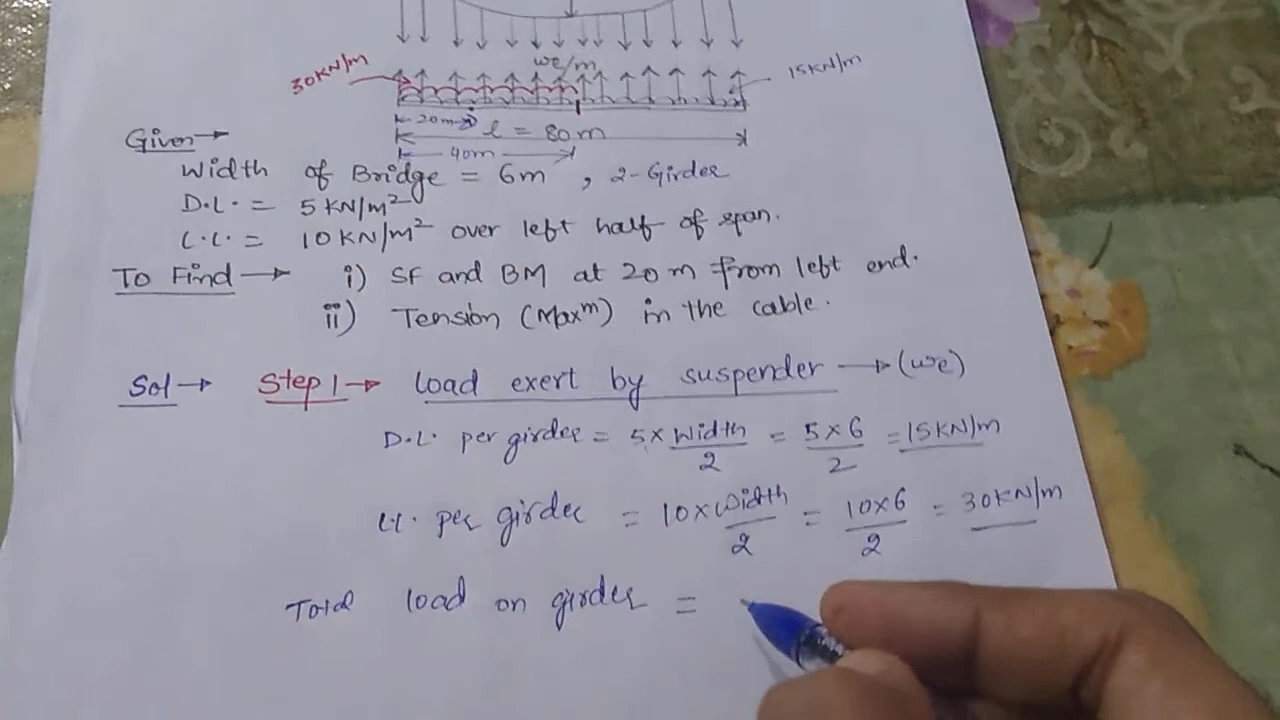 we/m
30KN/m
15KN/m
20m
l = 80m
40m
Given →
Width of Bridge = 6m , 2-Girder
D.L. = 5 KN/m²
L.L. = 10 KN/m² over left half of span.
To Find → i) SF and BM at 20 m from left end.
ii) Tension (Maxᵐ) in the cable.
Sol → Step 1 → load exert by suspender → (we)
D.L. per girder = 5 x Width/2 = 5 x 6/2 = 15KN/m
L.L. per girder = 10 x Width/2 = 10 x 6/2 = 30KN/m
Total load on girder =